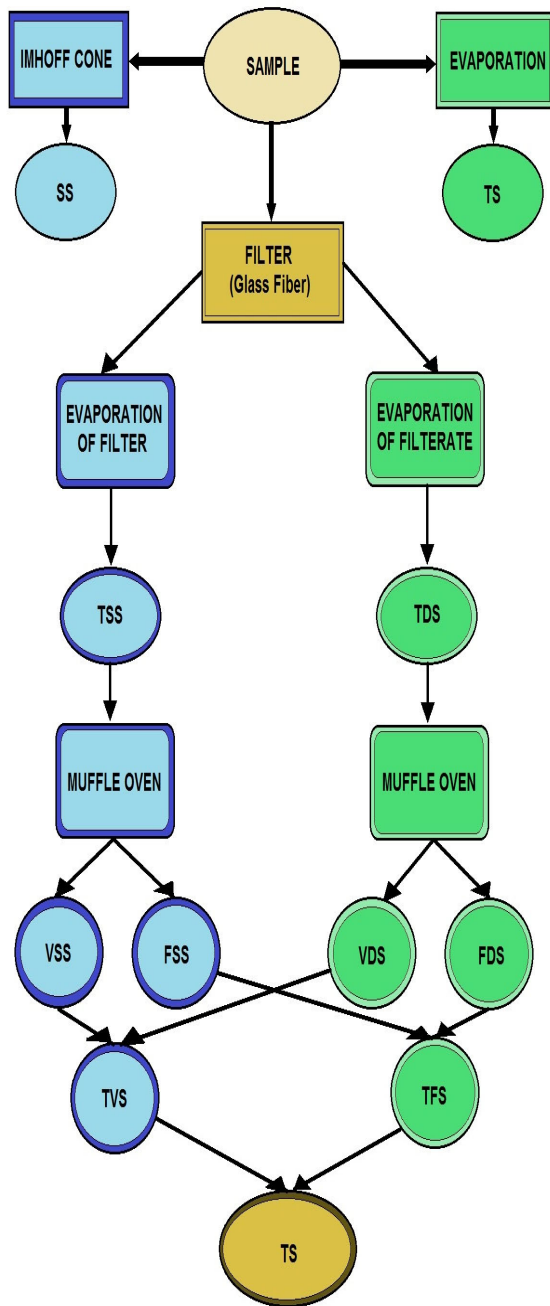 IMHOFF CONE
SAMPLE
EVAPORATION
SS
TS
FILTER
(Glass Fiber)
EVAPORATION
OF FILTER
EVAPORATION
OF FILTERATE
TSS
TDS
MUFFLE OVEN
MUFFLE OVEN
VSS
FSS
VDS
FDS
TVS
TFS
TS